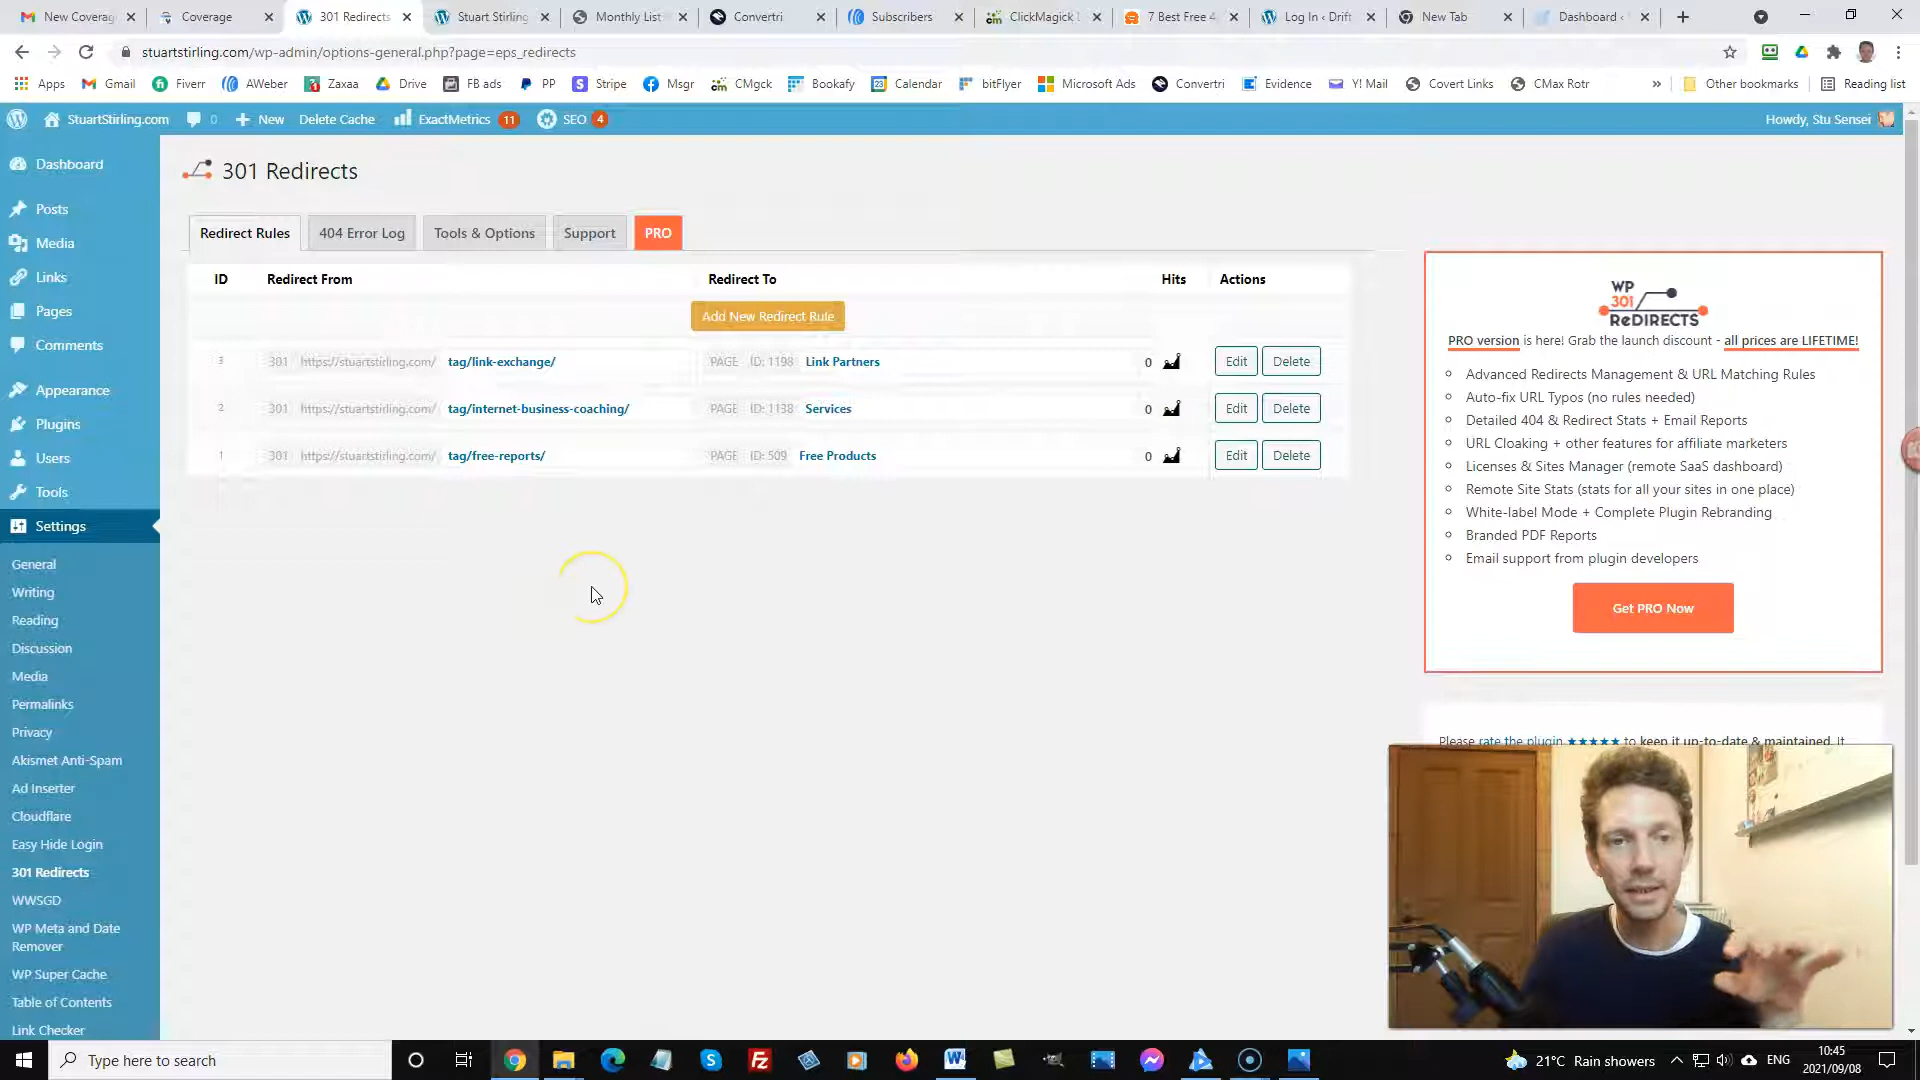 New Coverag
Coverage
301 Redirects
Stuart Stirling
Monthly List
Convertri
Subscribers
ClickMagick
7 Best Free 4
Log In ‹ Drift
New Tab
Dashboard ‹
stuartstirling.com/wp-admin/options-general.php?page=eps_redirects
Apps
Gmail
Fiverr
AWeber
Zaxaa
Drive
FB ads
PP
Stripe
Msgr
CMgck
Bookafy
Calendar
bitFlyer
Microsoft Ads
Convertri
Evidence
Y! Mail
Covert Links
CMax Rotr
»
Other bookmarks
Reading list
StuartStirling.com
0
New
Delete Cache
ExactMetrics 11
SEO 4
Howdy, Stu Sensei
Dashboard
Posts
Media
Links
Pages
Comments
Appearance
Plugins
Users
Tools
Settings
General
Writing
Reading
Discussion
Media
Permalinks
Privacy
Akismet Anti-Spam
Ad Inserter
Cloudflare
Easy Hide Login
301 Redirects
WWSGD
WP Meta and Date
Remover
WP Super Cache
Table of Contents
Link Checker
301 Redirects
Redirect Rules
404 Error Log
Tools & Options
Support
PRO
ID Redirect From Redirect To Hits Actions
Add New Redirect Rule
3 301 https://stuartstirling.com/ tag/link-exchange/ PAGE ID: 1198 Link Partners 0 Edit Delete
2 301 https://stuartstirling.com/ tag/internet-business-coaching/ PAGE ID: 1138 Services 0 Edit Delete
1 301 https://stuartstirling.com/ tag/free-reports/ PAGE ID: 509 Free Products 0 Edit Delete
WP
301
ReDIRECTS
PRO version is here! Grab the launch discount - all prices are LIFETIME!
Advanced Redirects Management & URL Matching Rules
Auto-fix URL Typos (no rules needed)
Detailed 404 & Redirect Stats + Email Reports
URL Cloaking + other features for affiliate marketers
Licenses & Sites Manager (remote SaaS dashboard)
Remote Site Stats (stats for all your sites in one place)
White-label Mode + Complete Plugin Rebranding
Branded PDF Reports
Email support from plugin developers
Get PRO Now
Please rate the plugin ★★★★★ to keep it up-to-date & maintained. It
Type here to search
21°C Rain showers
ENG
10:45
2021/09/08